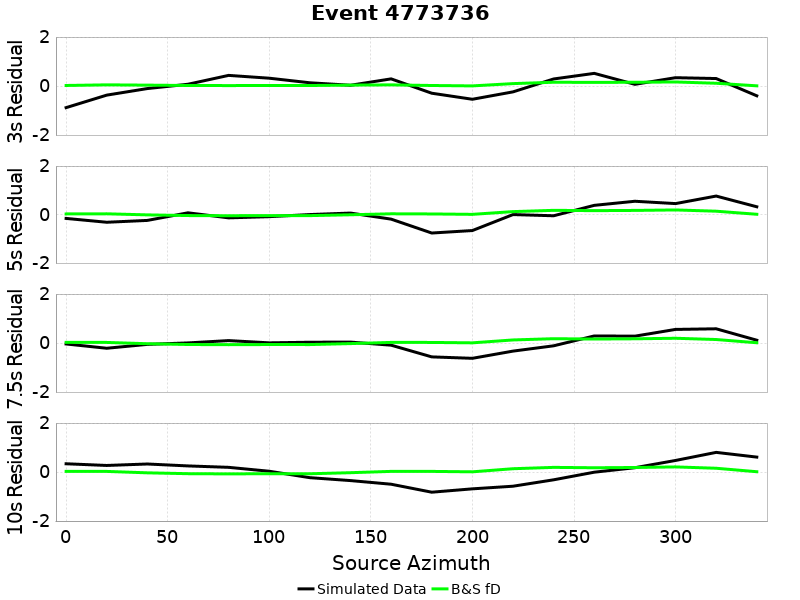 Event 4773736
3s Residual
2
0
-2
5s Residual
2
0
-2
7.5s Residual
2
0
-2
10s Residual
2
0
-2
0 50 100 150 200 250 300
Source Azimuth
Simulated Data B&S fD